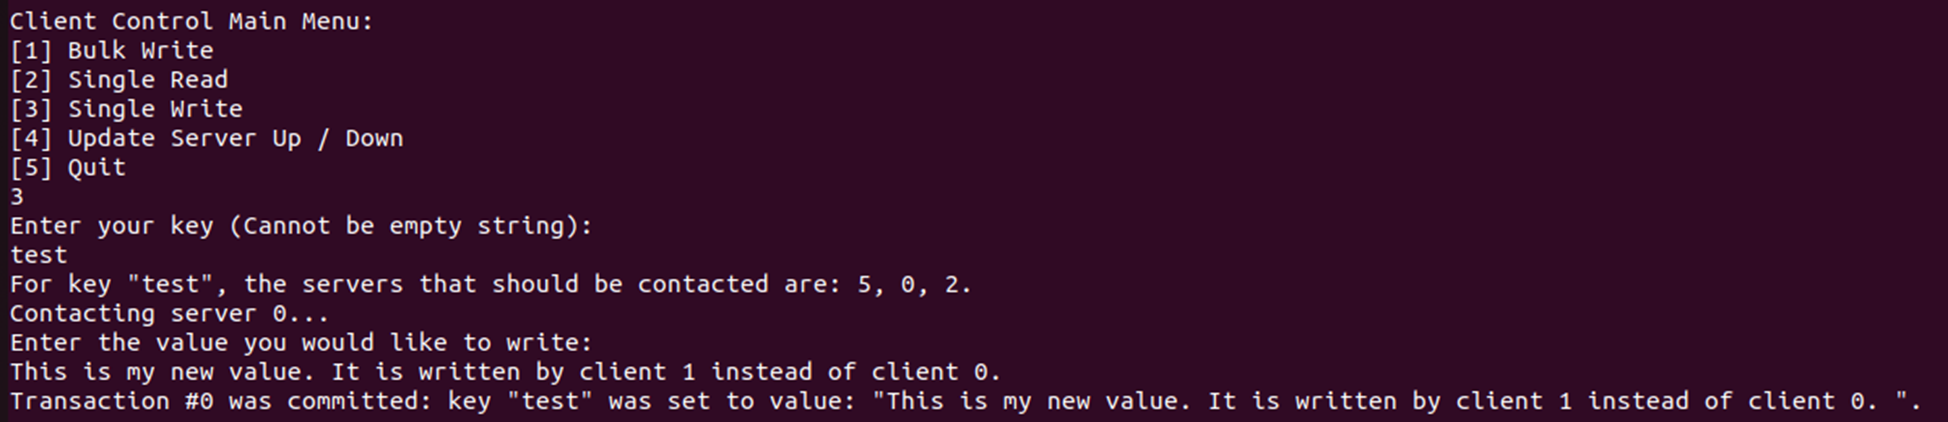 Client Control Main Menu:
[1] Bulk Write
[2] Single Read
[3] Single Write
[4] Update Server Up / Down
[5] Quit
3
Enter your key (Cannot be empty string):
test
For key "test", the servers that should be contacted are: 5, 0, 2.
Contacting server 0...
Enter the value you would like to write:
This is my new value. It is written by client 1 instead of client 0.
Transaction #0 was committed: key "test" was set to value: "This is my new value. It is written by client 1 instead of client 0. ".